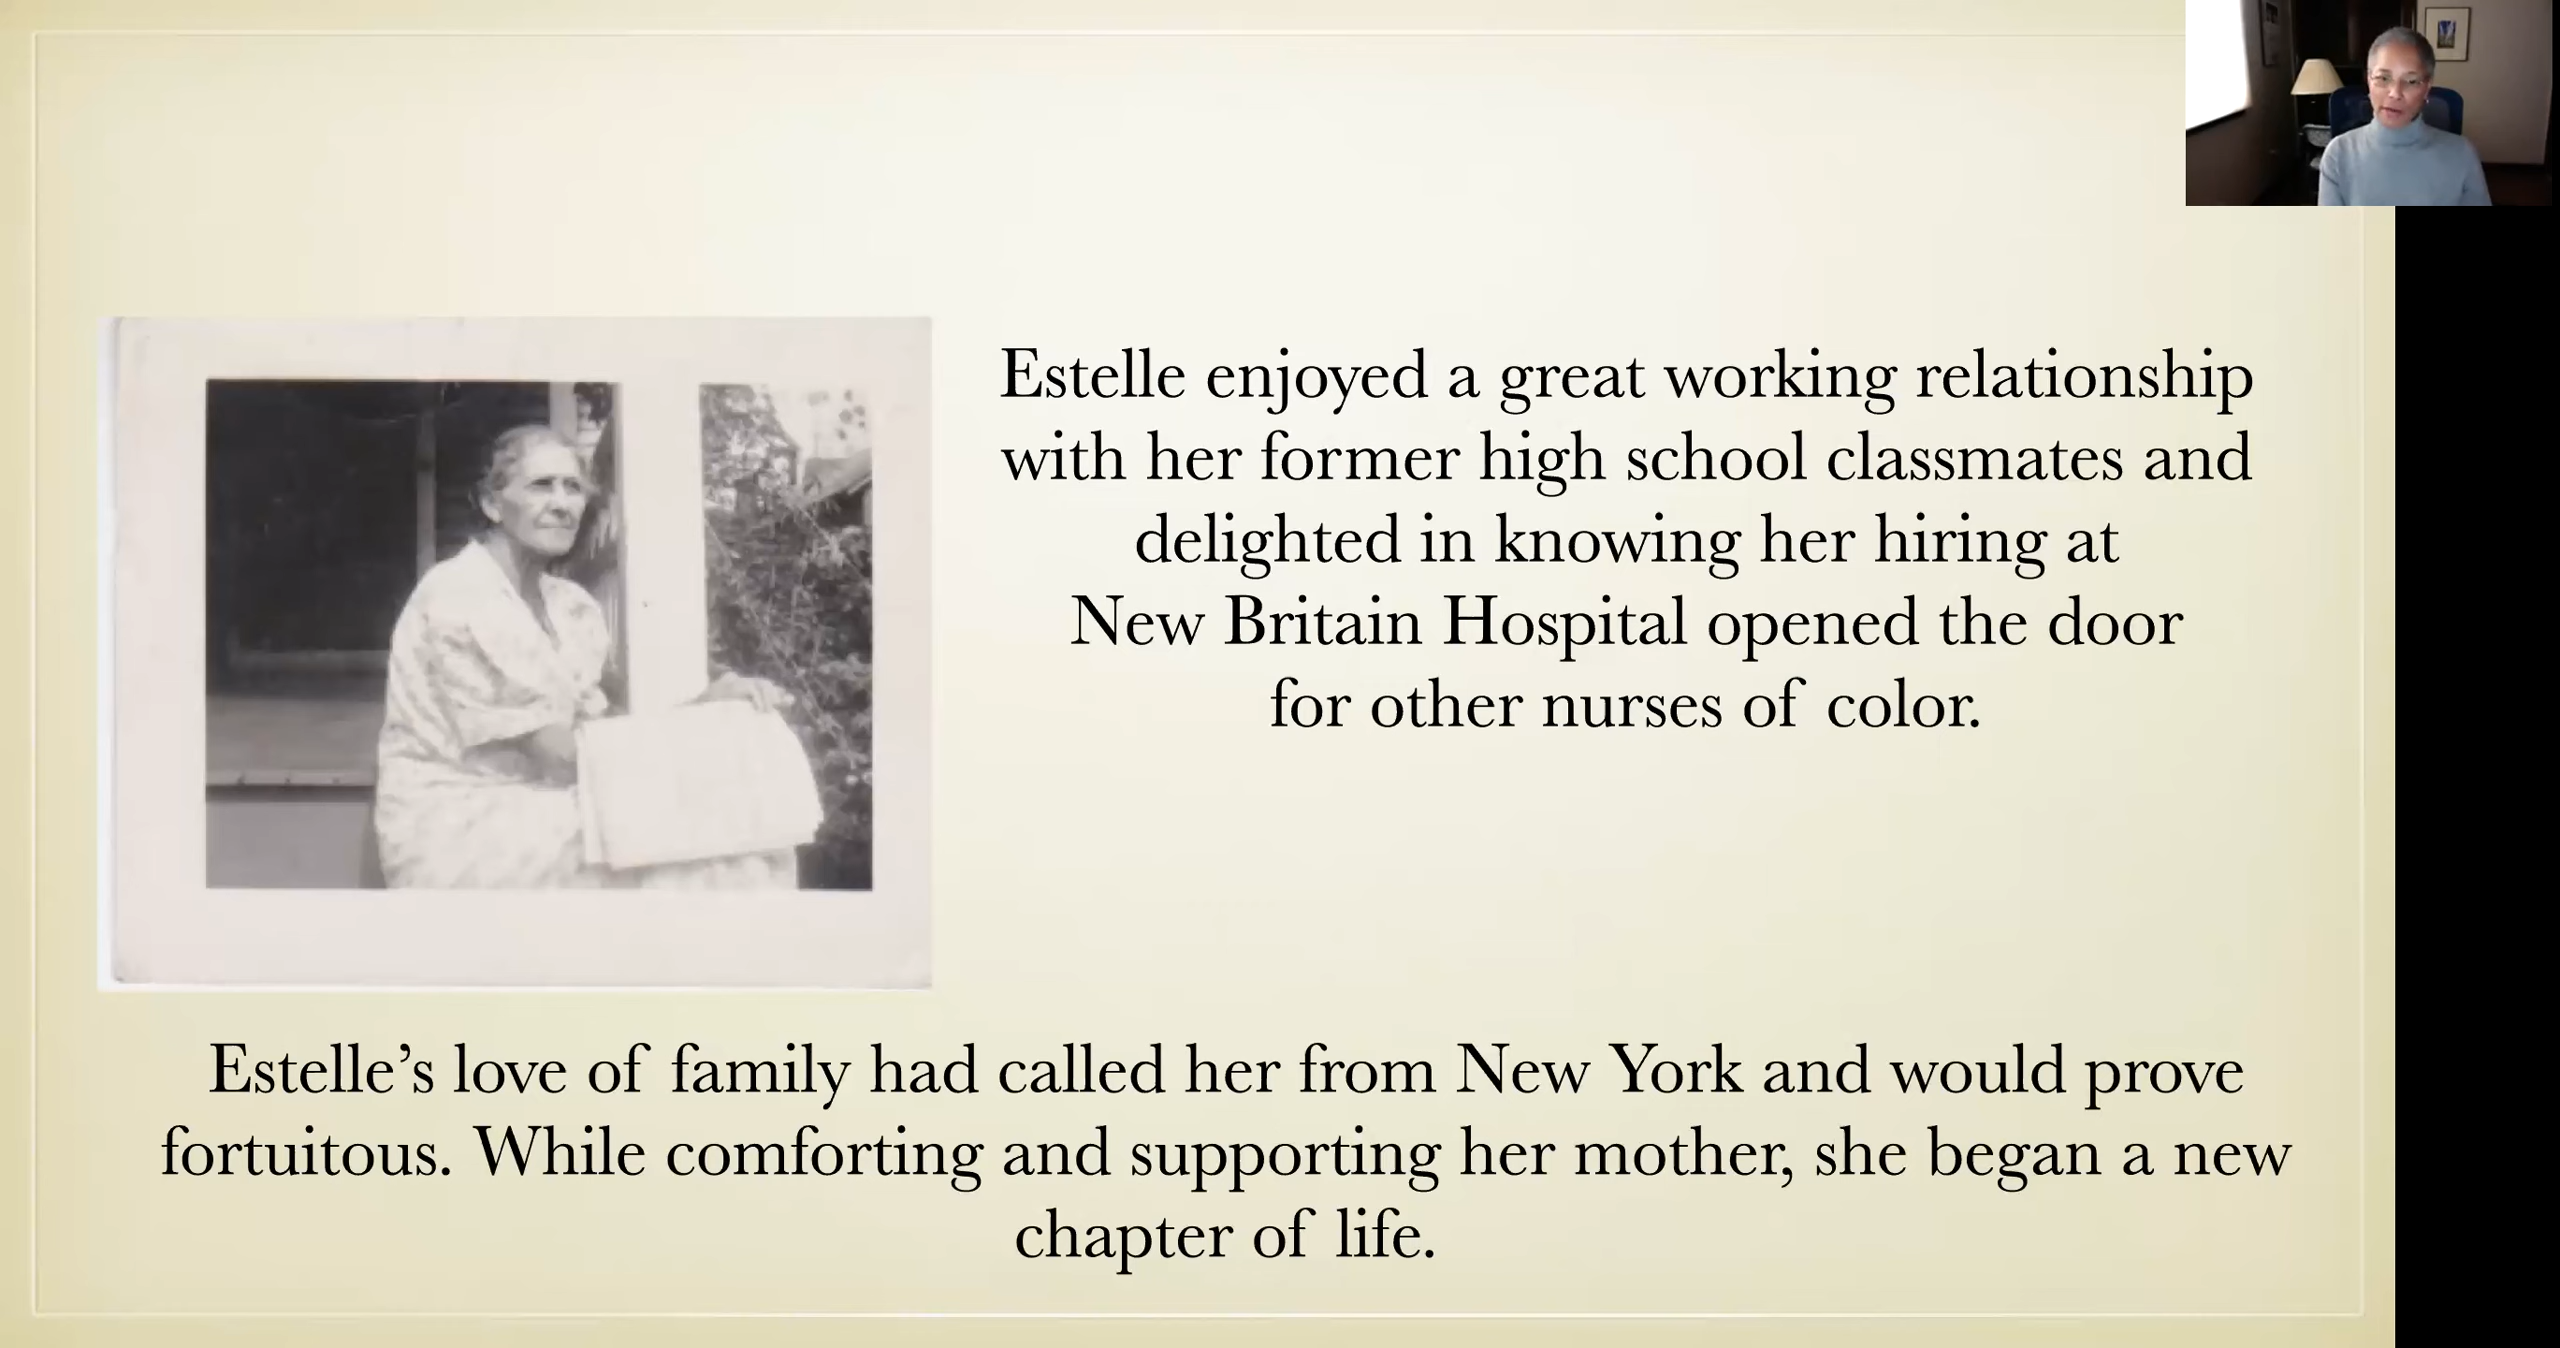 Estelle enjoyed a great working relationship
with her former high school classmates and
delighted in knowing her hiring at
New Britain Hospital opened the door
for other nurses of color.
Estelle’s love of family had called her from New York and would prove
fortuitous. While comforting and supporting her mother, she began a new
chapter of life.